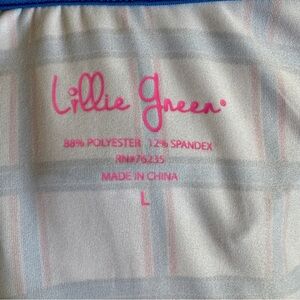 Lillie Green
88% POLYESTER 12% SPANDEX
RN#76235
MADE IN CHINA
L